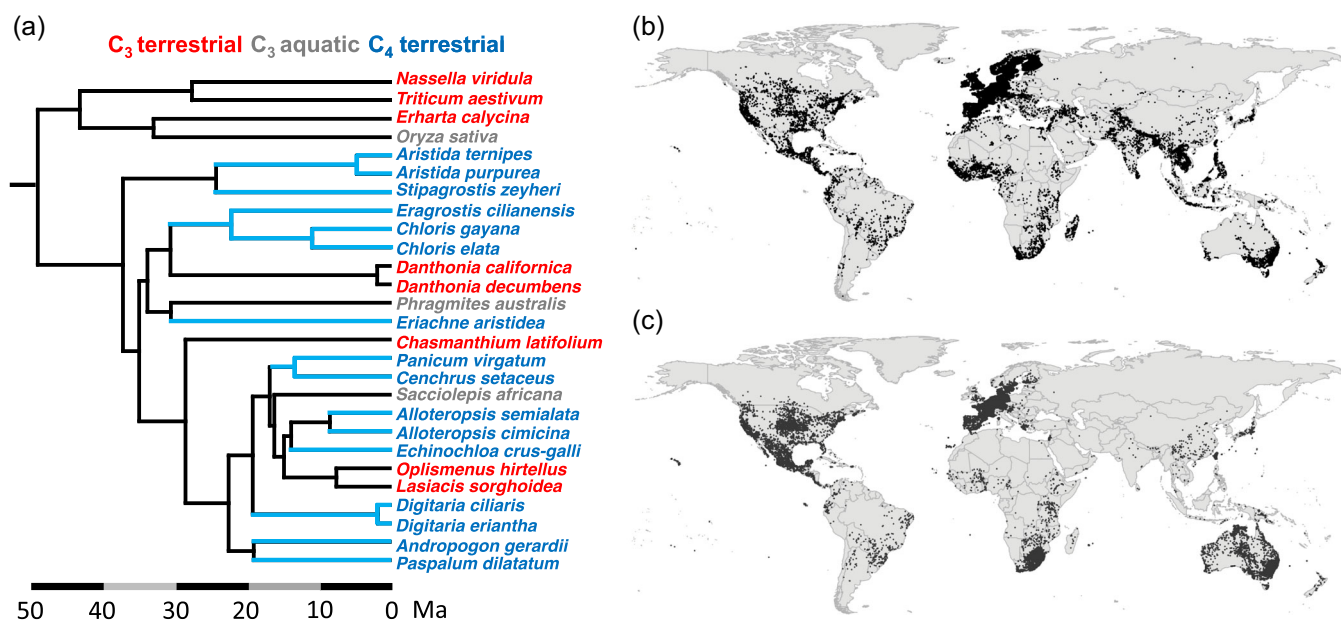 (a)
C3 terrestrial C3 aquatic C4 terrestrial
Nassella viridula
Triticum aestivum
Erharta calycina
Oryza sativa
Aristida ternipes
Aristida purpurea
Stipagrostis zeyheri
Eragrostis cilianensis
Chloris gayana
Chloris elata
Danthonia californica
Danthonia decumbens
Phragmites australis
Eriachne aristidea
Chasmanthium latifolium
Panicum virgatum
Cenchrus setaceus
Sacciolepis africana
Alloteropsis semialata
Alloteropsis cimicina
Echinochloa crus-galli
Oplismenus hirtellus
Lasiacis sorghoidea
Digitaria ciliaris
Digitaria eriantha
Andropogon gerardii
Paspalum dilatatum
50 40 30 20 10 0 Ma
(b)
(c)